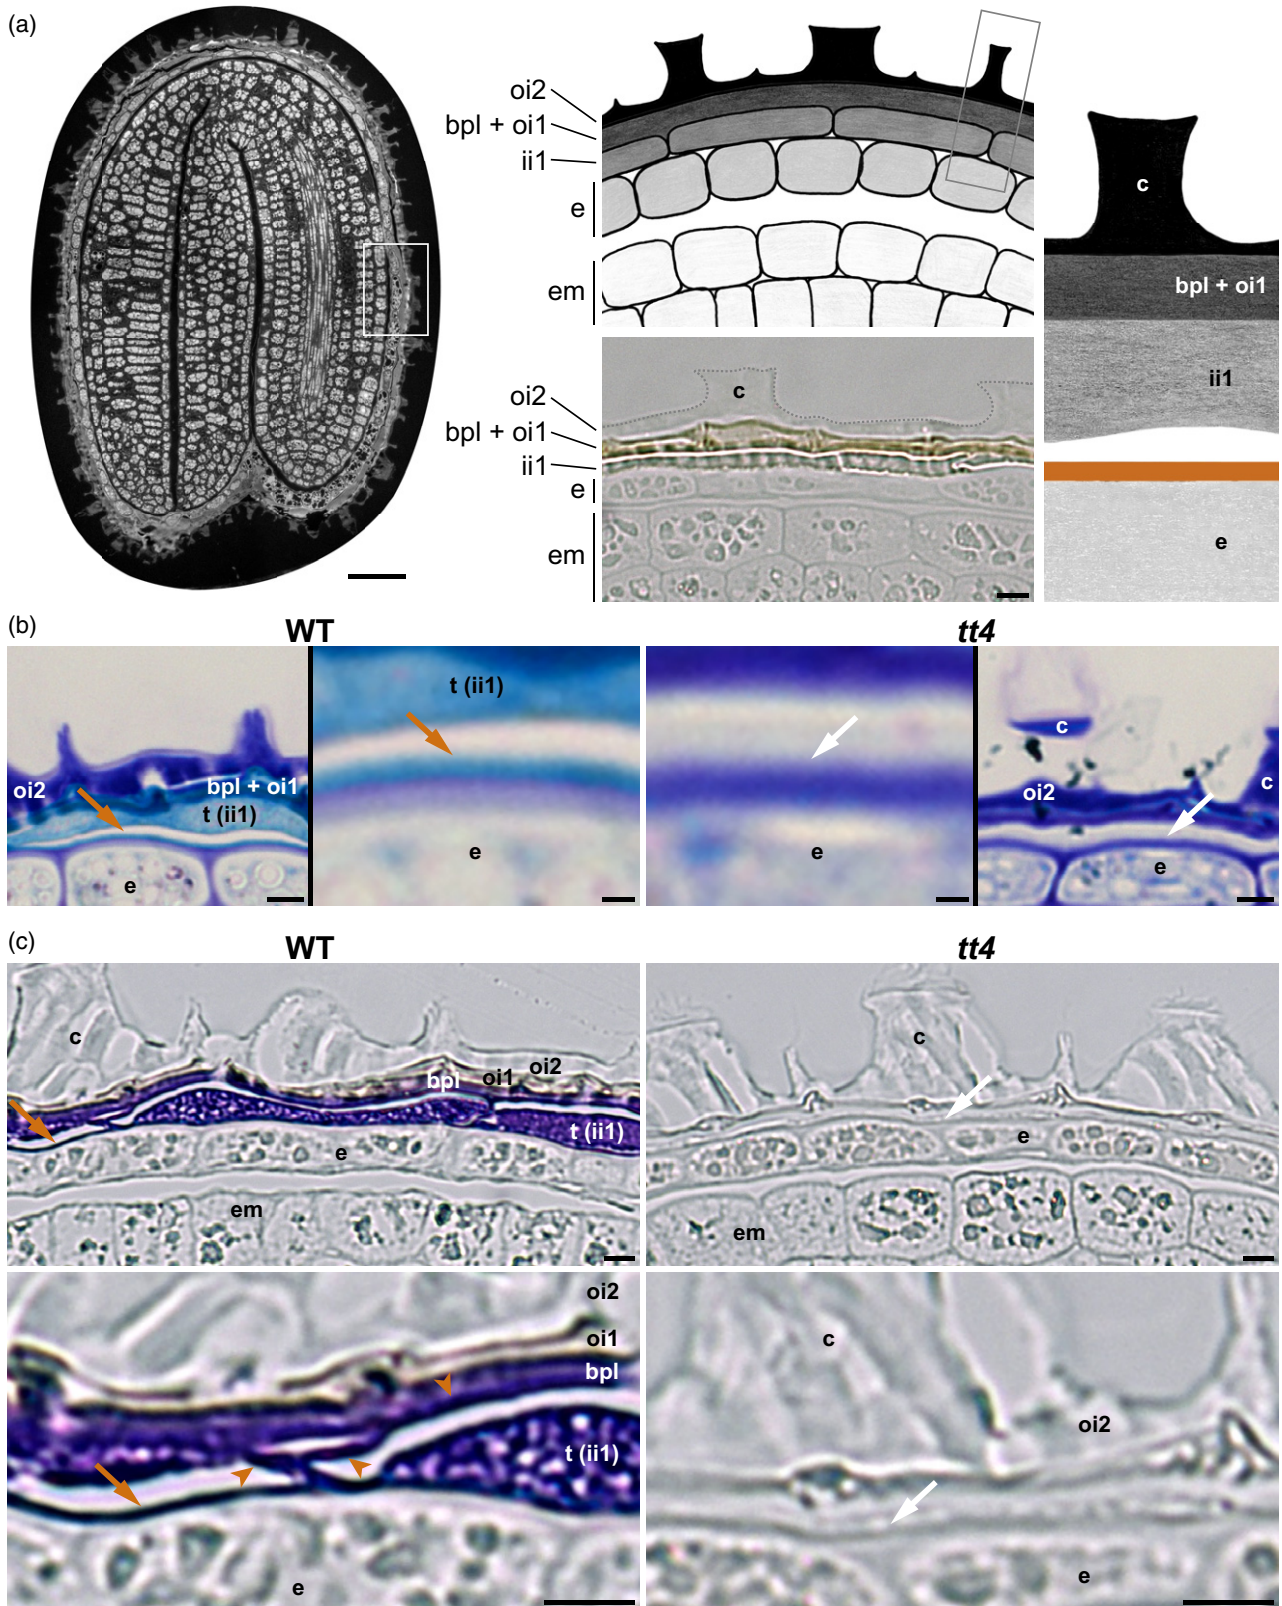 (a)
oi2
bpl + oi1
ii1
e
em
c
bpl + oi1
ii1
e
oi2
bpl + oi1
ii1
e
em
c
(b)
WT
tt4
oi2
bpl + oi1
t (ii1)
e
t (ii1)
e
e
c
c
oi2
e
(c)
WT
tt4
c
oi2
oi1
bpl
t (ii1)
e
em
c
e
em
oi2
oi1
bpl
t (ii1)
e
c
oi2
e